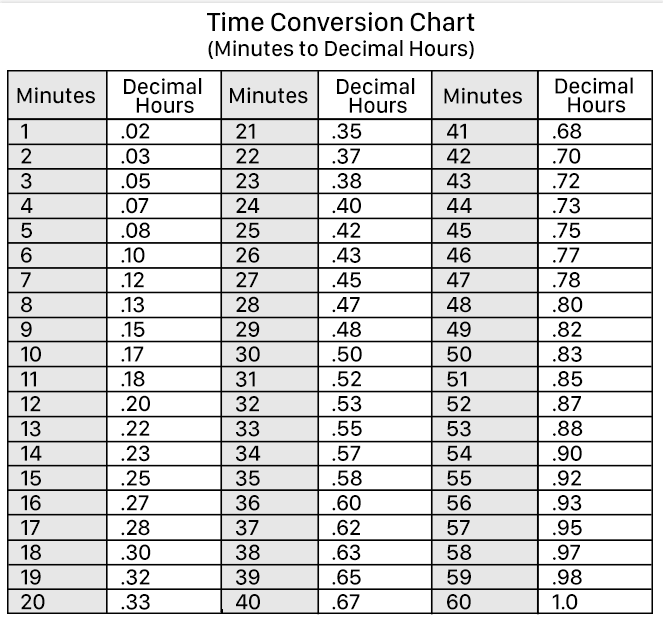 Time Conversion Chart
(Minutes to Decimal Hours)
Minutes Decimal Hours Minutes Decimal Hours Minutes Decimal Hours
1 .02 21 .35 41 .68
2 .03 22 .37 42 .70
3 .05 23 .38 43 .72
4 .07 24 .40 44 .73
5 .08 25 .42 45 .75
6 .10 26 .43 46 .77
7 .12 27 .45 47 .78
8 .13 28 .47 48 .80
9 .15 29 .48 49 .82
10 .17 30 .50 50 .83
11 .18 31 .52 51 .85
12 .20 32 .53 52 .87
13 .22 33 .55 53 .88
14 .23 34 .57 54 .90
15 .25 35 .58 55 .92
16 .27 36 .60 56 .93
17 .28 37 .62 57 .95
18 .30 38 .63 58 .97
19 .32 39 .65 59 .98
20 .33 40 .67 60 1.0